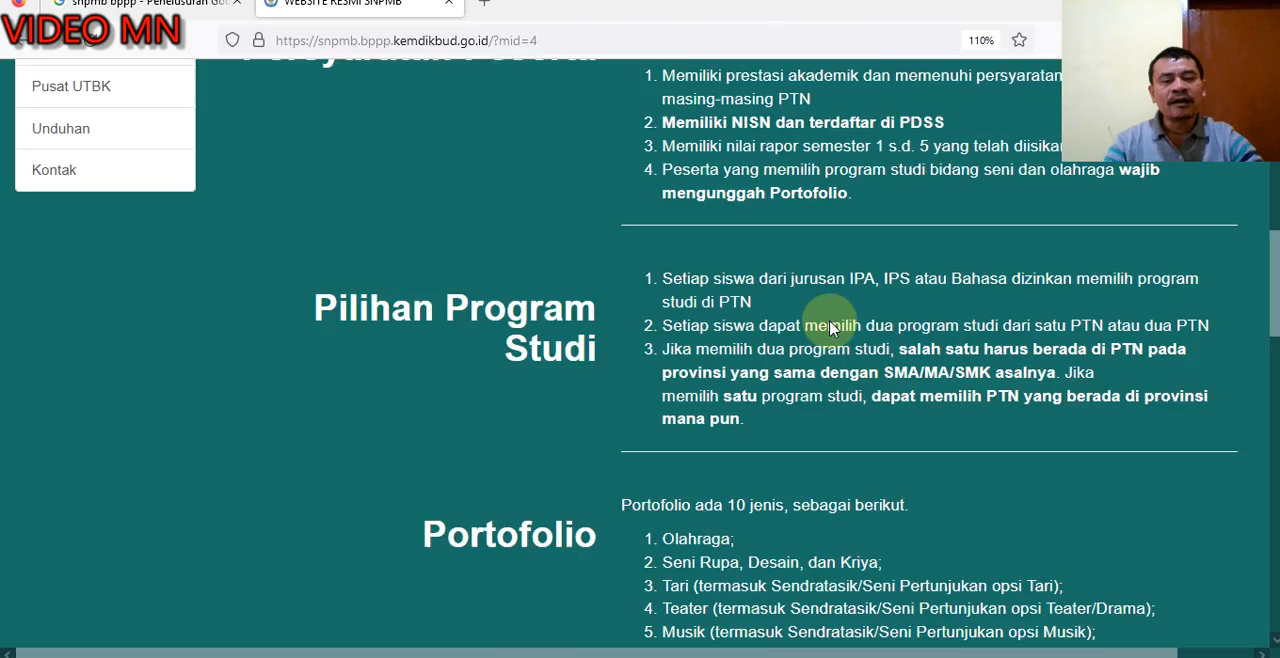 snpmb bppp - Penelusuran Goo
WEBSITE RESMI SNPMB
VIDEO MN
https://snpmb.bppp.kemdikbud.go.id/?mid=4
110%
Pusat UTBK
Unduhan
Kontak
Persyaratan Peserta
1. Memiliki prestasi akademik dan memenuhi persyaratan
masing-masing PTN
2. Memiliki NISN dan terdaftar di PDSS
3. Memiliki nilai rapor semester 1 s.d. 5 yang telah diisikan
4. Peserta yang memilih program studi bidang seni dan olahraga wajib
mengunggah Portofolio.
Pilihan Program
Studi
1. Setiap siswa dari jurusan IPA, IPS atau Bahasa dizinkan memilih program
studi di PTN
2. Setiap siswa dapat memilih dua program studi dari satu PTN atau dua PTN
3. Jika memilih dua program studi, salah satu harus berada di PTN pada
provinsi yang sama dengan SMA/MA/SMK asalnya. Jika
memilih satu program studi, dapat memilih PTN yang berada di provinsi
mana pun.
Portofolio
Portofolio ada 10 jenis, sebagai berikut.
1. Olahraga;
2. Seni Rupa, Desain, dan Kriya;
3. Tari (termasuk Sendratasik/Seni Pertunjukan opsi Tari);
4. Teater (termasuk Sendratasik/Seni Pertunjukan opsi Teater/Drama);
5. Musik (termasuk Sendratasik/Seni Pertunjukan opsi Musik);